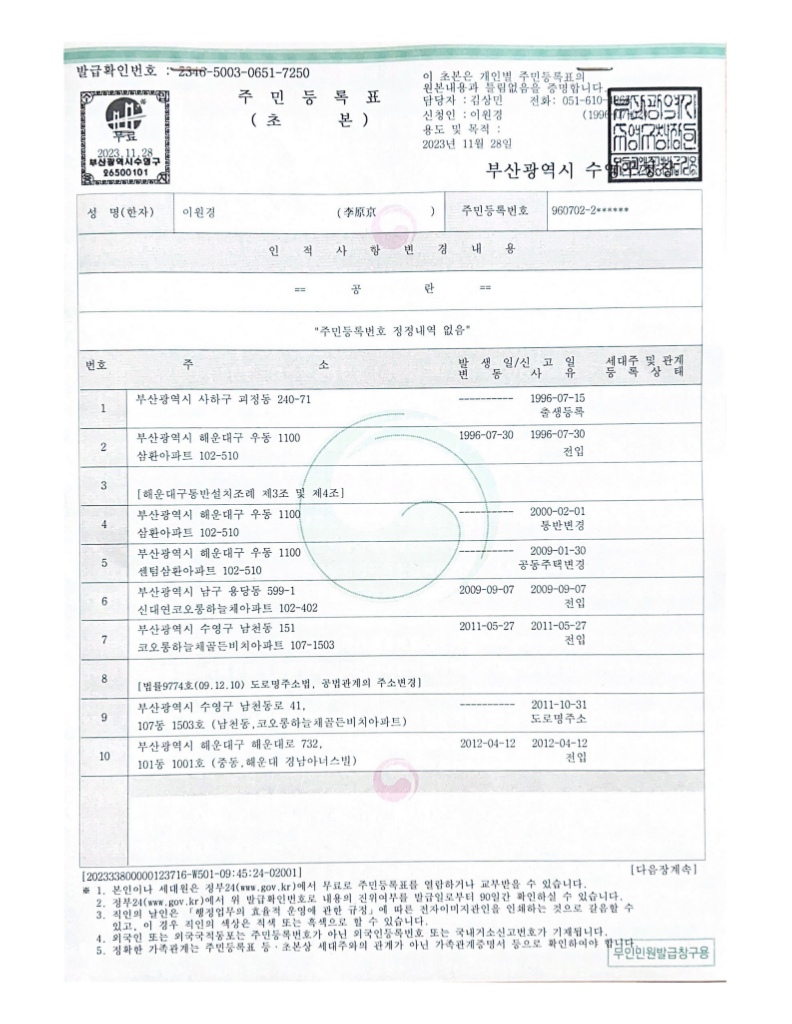 발급확인번호 : 2346-5003-0651-7250
주 민 등 록 표
( 초 본 )
이 초본은 개인별 주민등록표의
원본내용과 틀림없음을 증명합니다.
담당자 : 김상민 전화: 051-610-
신청인 : 이원경 (1996
용도 및 목적 :
2023년 11월 28일
무료
2023.11.28
부산광역시수영구
26500101
부산광역시 수영구청장
성 명(한자) 이원경 (李原京 ) 주민등록번호 960702-2******
인 적 사 항 변 경 내 용
== 공 란 ==
"주민등록번호 정정내역 없음"
번호 주 소 발 생 일/신 고 일 세대주 및 관계
변 동 사 유 등 록 상 태
1 부산광역시 사하구 괴정동 240-71 ---------- 1996-07-15
출생등록
2 부산광역시 해운대구 우동 1100 1996-07-30 1996-07-30
삼환아파트 102-510 전입
3
[해운대구통반설치조례 제3조 및 제4조]
4 부산광역시 해운대구 우동 1100 ---------- 2000-02-01
삼환아파트 102-510 통반변경
5 부산광역시 해운대구 우동 1100 ---------- 2009-01-30
센텀삼환아파트 102-510 공동주택변경
6 부산광역시 남구 용당동 599-1 2009-09-07 2009-09-07
신대연코오롱하늘채아파트 102-402 전입
7 부산광역시 수영구 남천동 151 2011-05-27 2011-05-27
코오롱하늘채골든비치아파트 107-1503 전입
8
[법률9774호(09.12.10) 도로명주소법, 공법관계의 주소변경]
9 부산광역시 수영구 남천동로 41, ---------- 2011-10-31
107동 1503호 (남천동,코오롱하늘채골든비치아파트) 도로명주소
10 부산광역시 해운대구 해운대로 732, 2012-04-12 2012-04-12
101동 1001호 (중동,해운대 경남아너스빌) 전입
[202333800000123716-W501-09:45:24-02001] [다음장계속]
※ 1. 본인이나 세대원은 정부24(www.gov.kr)에서 무료로 주민등록표를 열람하거나 교부받을 수 있습니다.
2. 정부24(www.gov.kr)에서 위 발급확인번호로 내용의 진위여부를 발급일로부터 90일간 확인하실 수 있습니다.
3. 직인의 날인은 「행정업무의 효율적 운영에 관한 규정」에 따른 전자이미지관인을 인쇄하는 것으로 갈음할 수
있고, 이 경우 직인의 색상은 적색 또는 흑색으로 할 수 있습니다.
4. 외국인 또는 외국국적동포는 주민등록번호가 아닌 외국인등록번호 또는 국내거소신고번호가 기재됩니다.
5. 정확한 가족관계는 주민등록표 등·초본상 세대주와의 관계가 아닌 가족관계증명서 등으로 확인하여야 합니다.
무인민원발급창구용